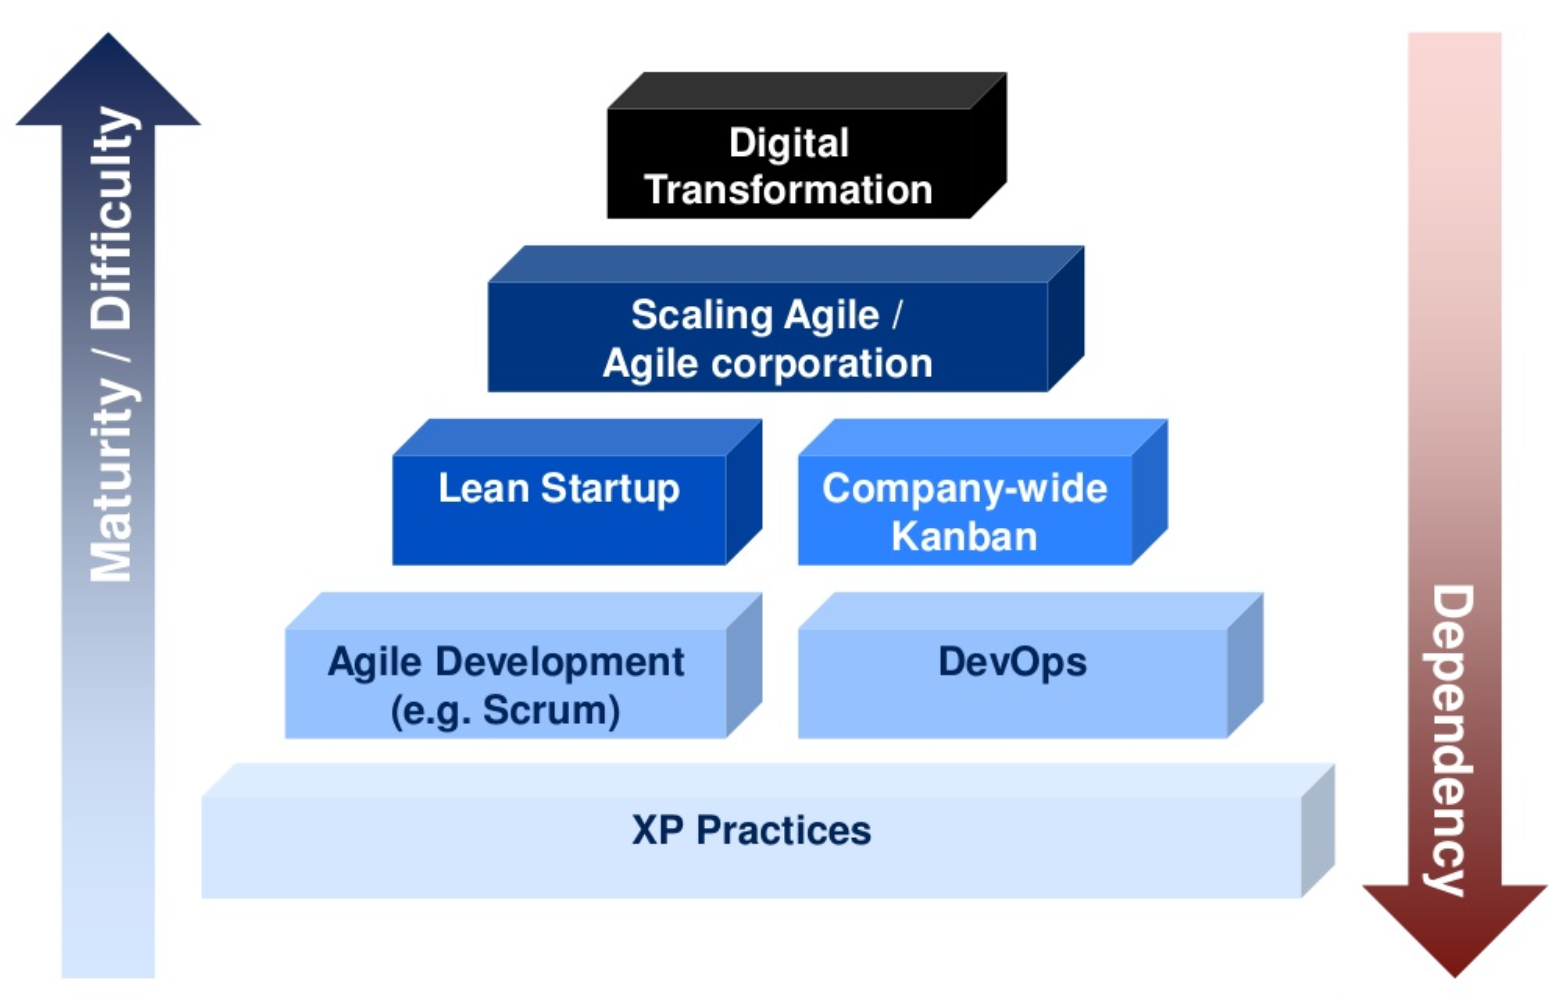 Maturity / Difficulty
Digital
Transformation
Scaling Agile /
Agile corporation
Lean Startup
Company-wide
Kanban
Agile Development
(e.g. Scrum)
DevOps
XP Practices
Dependency